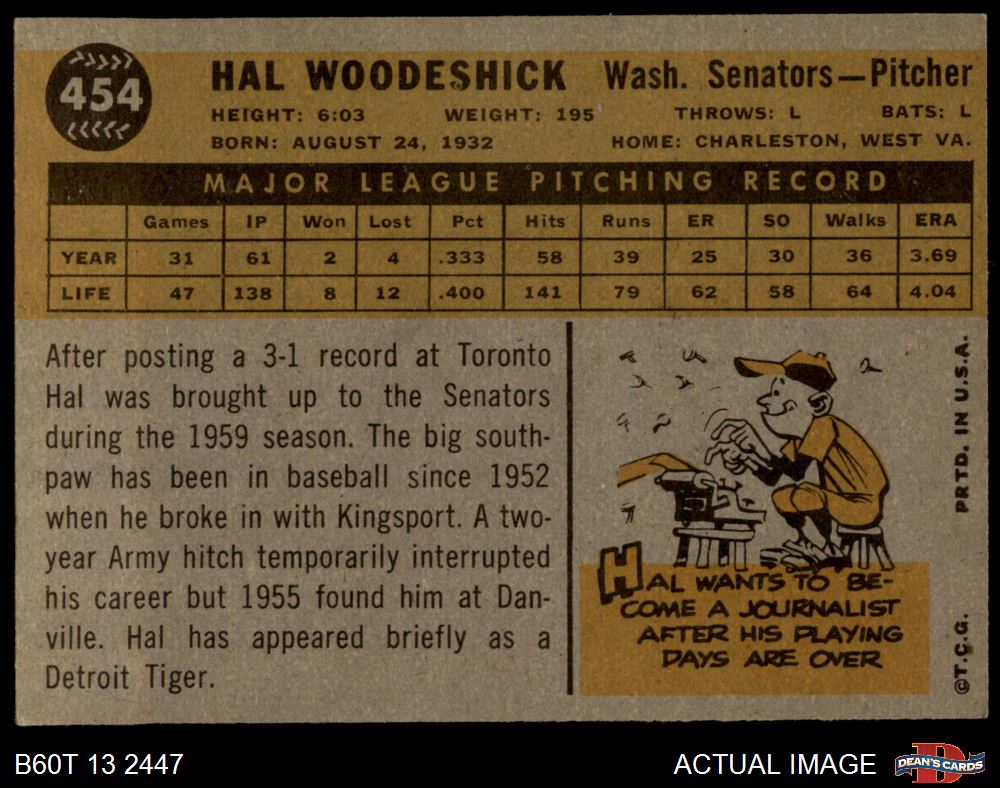 454
HAL WOODESHICK Wash. Senators—Pitcher
HEIGHT: 6:03 WEIGHT: 195 THROWS: L BATS: L
BORN: AUGUST 24, 1932 HOME: CHARLESTON, WEST VA.
MAJOR LEAGUE PITCHING RECORD
Games IP Won Lost Pct Hits Runs ER SO Walks ERA
YEAR 31 61 2 4 .333 58 39 25 30 36 3.69
LIFE 47 138 8 12 .400 141 79 62 58 64 4.04
After posting a 3-1 record at Toronto
Hal was brought up to the Senators
during the 1959 season. The big south-
paw has been in baseball since 1952
when he broke in with Kingsport. A two-
year Army hitch temporarily interrupted
his career but 1955 found him at Dan-
ville. Hal has appeared briefly as a
Detroit Tiger.
HAL WANTS TO BE-
COME A JOURNALIST
AFTER HIS PLAYING
DAYS ARE OVER
©T.C.G. PRTD. IN U.S.A.
B60T 13 2447 ACTUAL IMAGE
D
DEAN'S CARDS